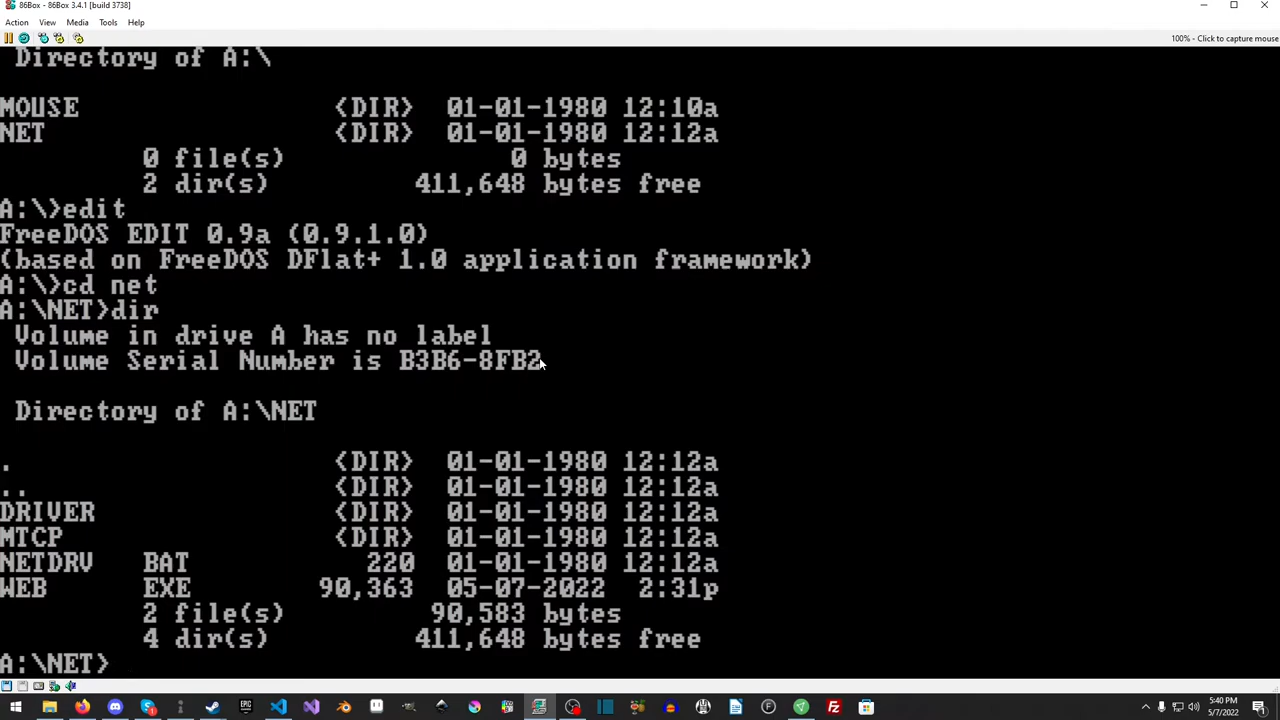 86Box - 86Box 3.4.1 [build 3738]
Action View Media Tools Help
100% - Click to capture mouse
Directory of A:\
MOUSE <DIR> 01-01-1980 12:10a
NET <DIR> 01-01-1980 12:12a
0 file(s) 0 bytes
2 dir(s) 411,648 bytes free
A:\>edit
FreeDOS EDIT 0.9a (0.9.1.0)
(based on FreeDOS DFlat+ 1.0 application framework)
A:\>cd net
A:\NET>dir
Volume in drive A has no label
Volume Serial Number is B3B6-8FB2
Directory of A:\NET
. <DIR> 01-01-1980 12:12a
.. <DIR> 01-01-1980 12:12a
DRIVER <DIR> 01-01-1980 12:12a
MTCP <DIR> 01-01-1980 12:12a
NETDRV BAT 220 01-01-1980 12:12a
WEB EXE 90,363 05-07-2022 2:31p
2 file(s) 90,583 bytes
4 dir(s) 411,648 bytes free
A:\NET>
5:40 PM
5/7/2022